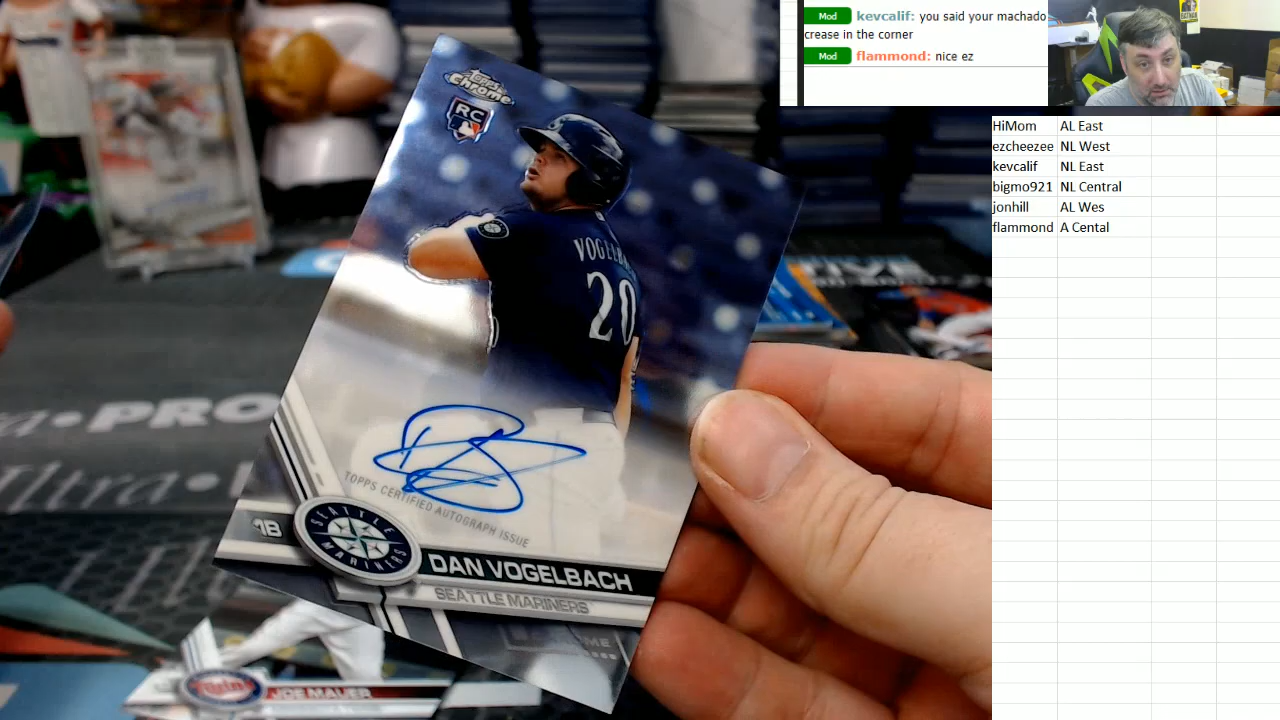 Mod kevcalif: you said your machado
crease in the corner
Mod flammond: nice ez
HiMom AL East
ezcheezee NL West
kevcalif NL East
bigmo921 NL Central
jonhill AL Wes
flammond A Cental
Topps
Chrome
RC
20
TOPPS CERTIFIED AUTOGRAPH ISSUE
1B
SEATTLE
MARINERS
DAN VOGELBACH
SEATTLE MARINERS
PRO
Twins
JOE MAUER